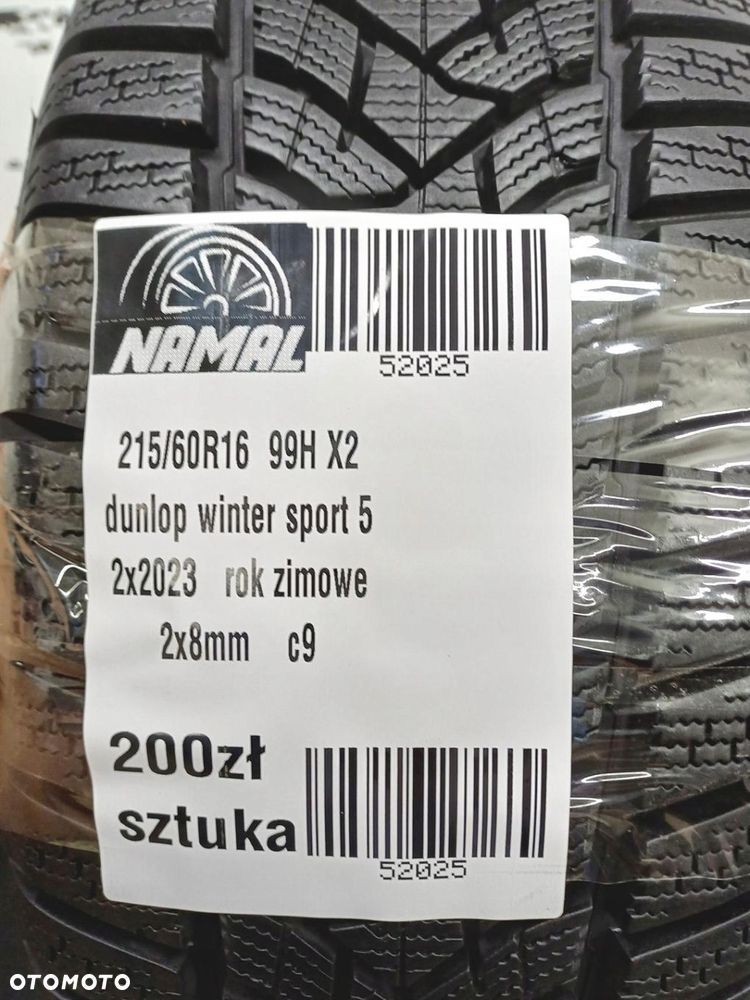 NAMAL
52025
215/60R16 99H X2
dunlop winter sport 5
2x2023 rok zimowe
2x8mm c9
200zł
sztuka
52025
OTOMOTO